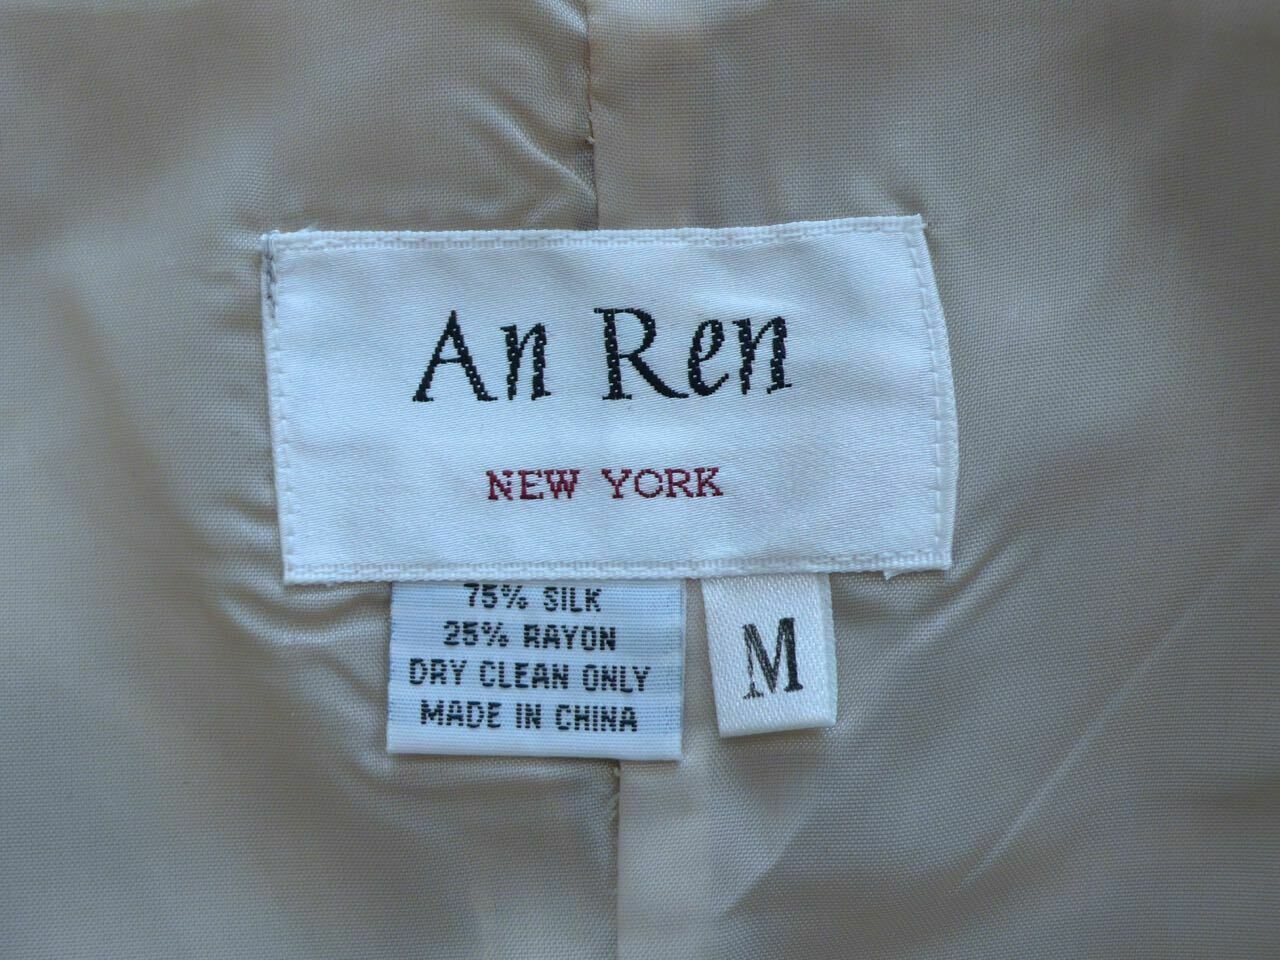 An Ren
NEW YORK
75% SILK
25% RAYON
DRY CLEAN ONLY
MADE IN CHINA
M